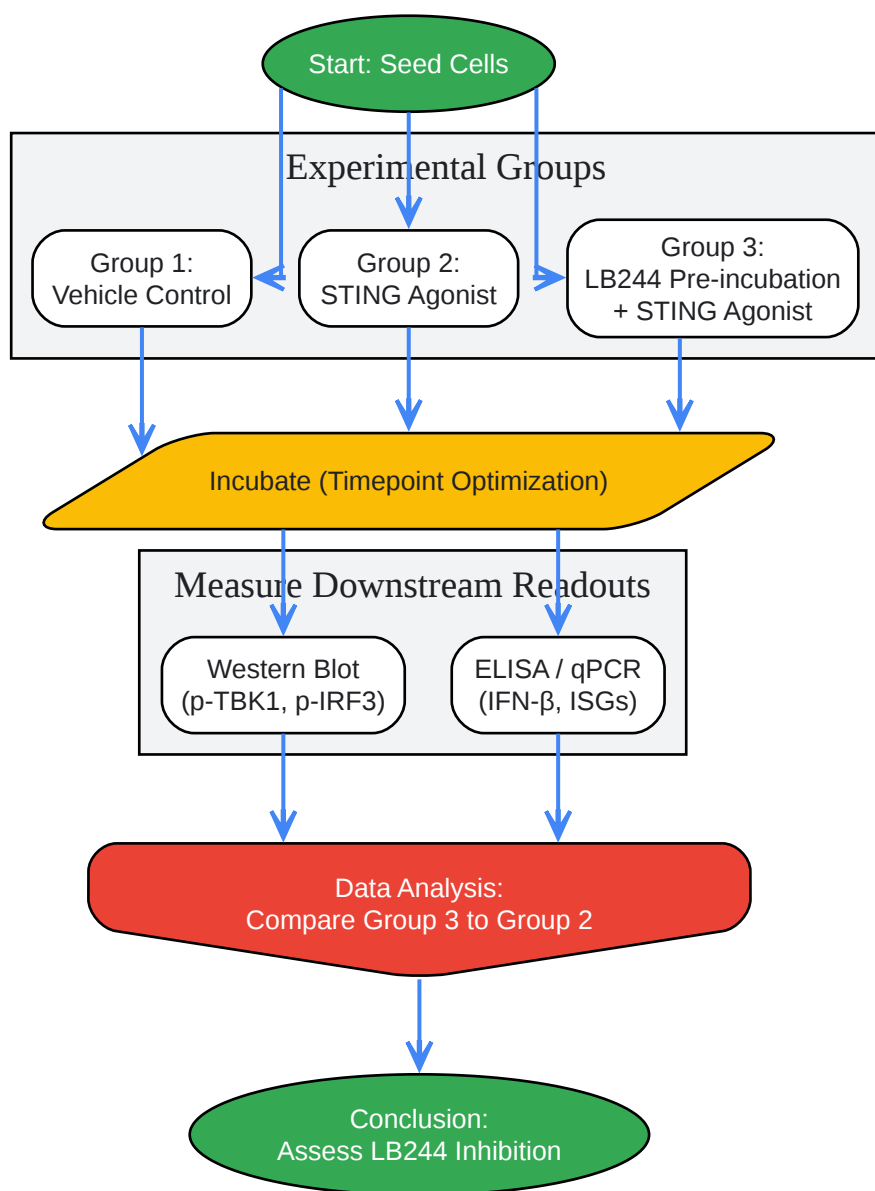 Start: Seed Cells
Experimental Groups
Group 1:
Vehicle Control
Group 2:
STING Agonist
Group 3:
LB244 Pre-incubation
+ STING Agonist
Incubate (Timepoint Optimization)
Measure Downstream Readouts
Western Blot
(p-TBK1, p-IRF3)
ELISA / qPCR
(IFN-β, ISGs)
Data Analysis:
Compare Group 3 to Group 2
Conclusion:
Assess LB244 Inhibition